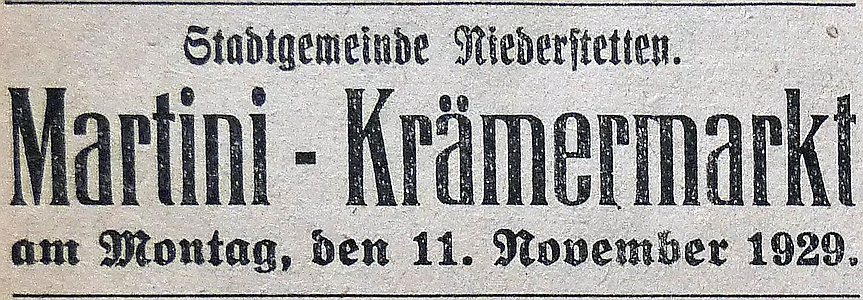 Stadtgemeinde Niederstetten.
Martini - Krämermarkt
am Montag, den 11. November 1929.